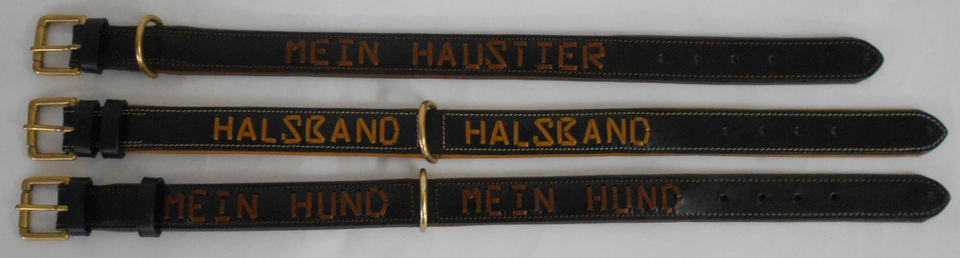 MEIN HAUSTIER
HALSBAND HALSBAND
MEIN HUND MEIN HUND